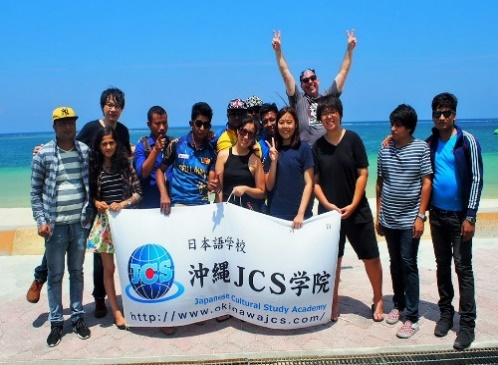 日本語学校
JCS 沖縄JCS学院
Japanese Cultural Study Academy
http://www.okinawajcs.com/